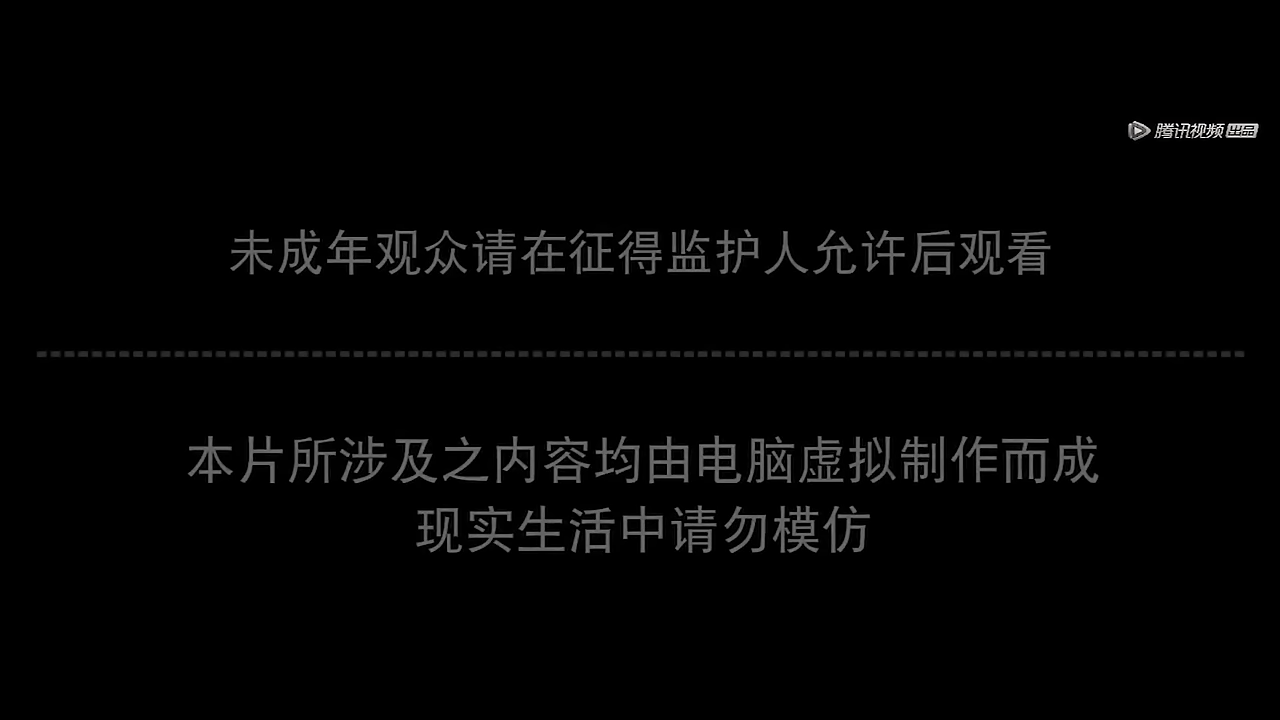 腾讯视频 出品
未成年观众请在征得监护人允许后观看
本片所涉及之内容均由电脑虚拟制作而成
现实生活中请勿模仿